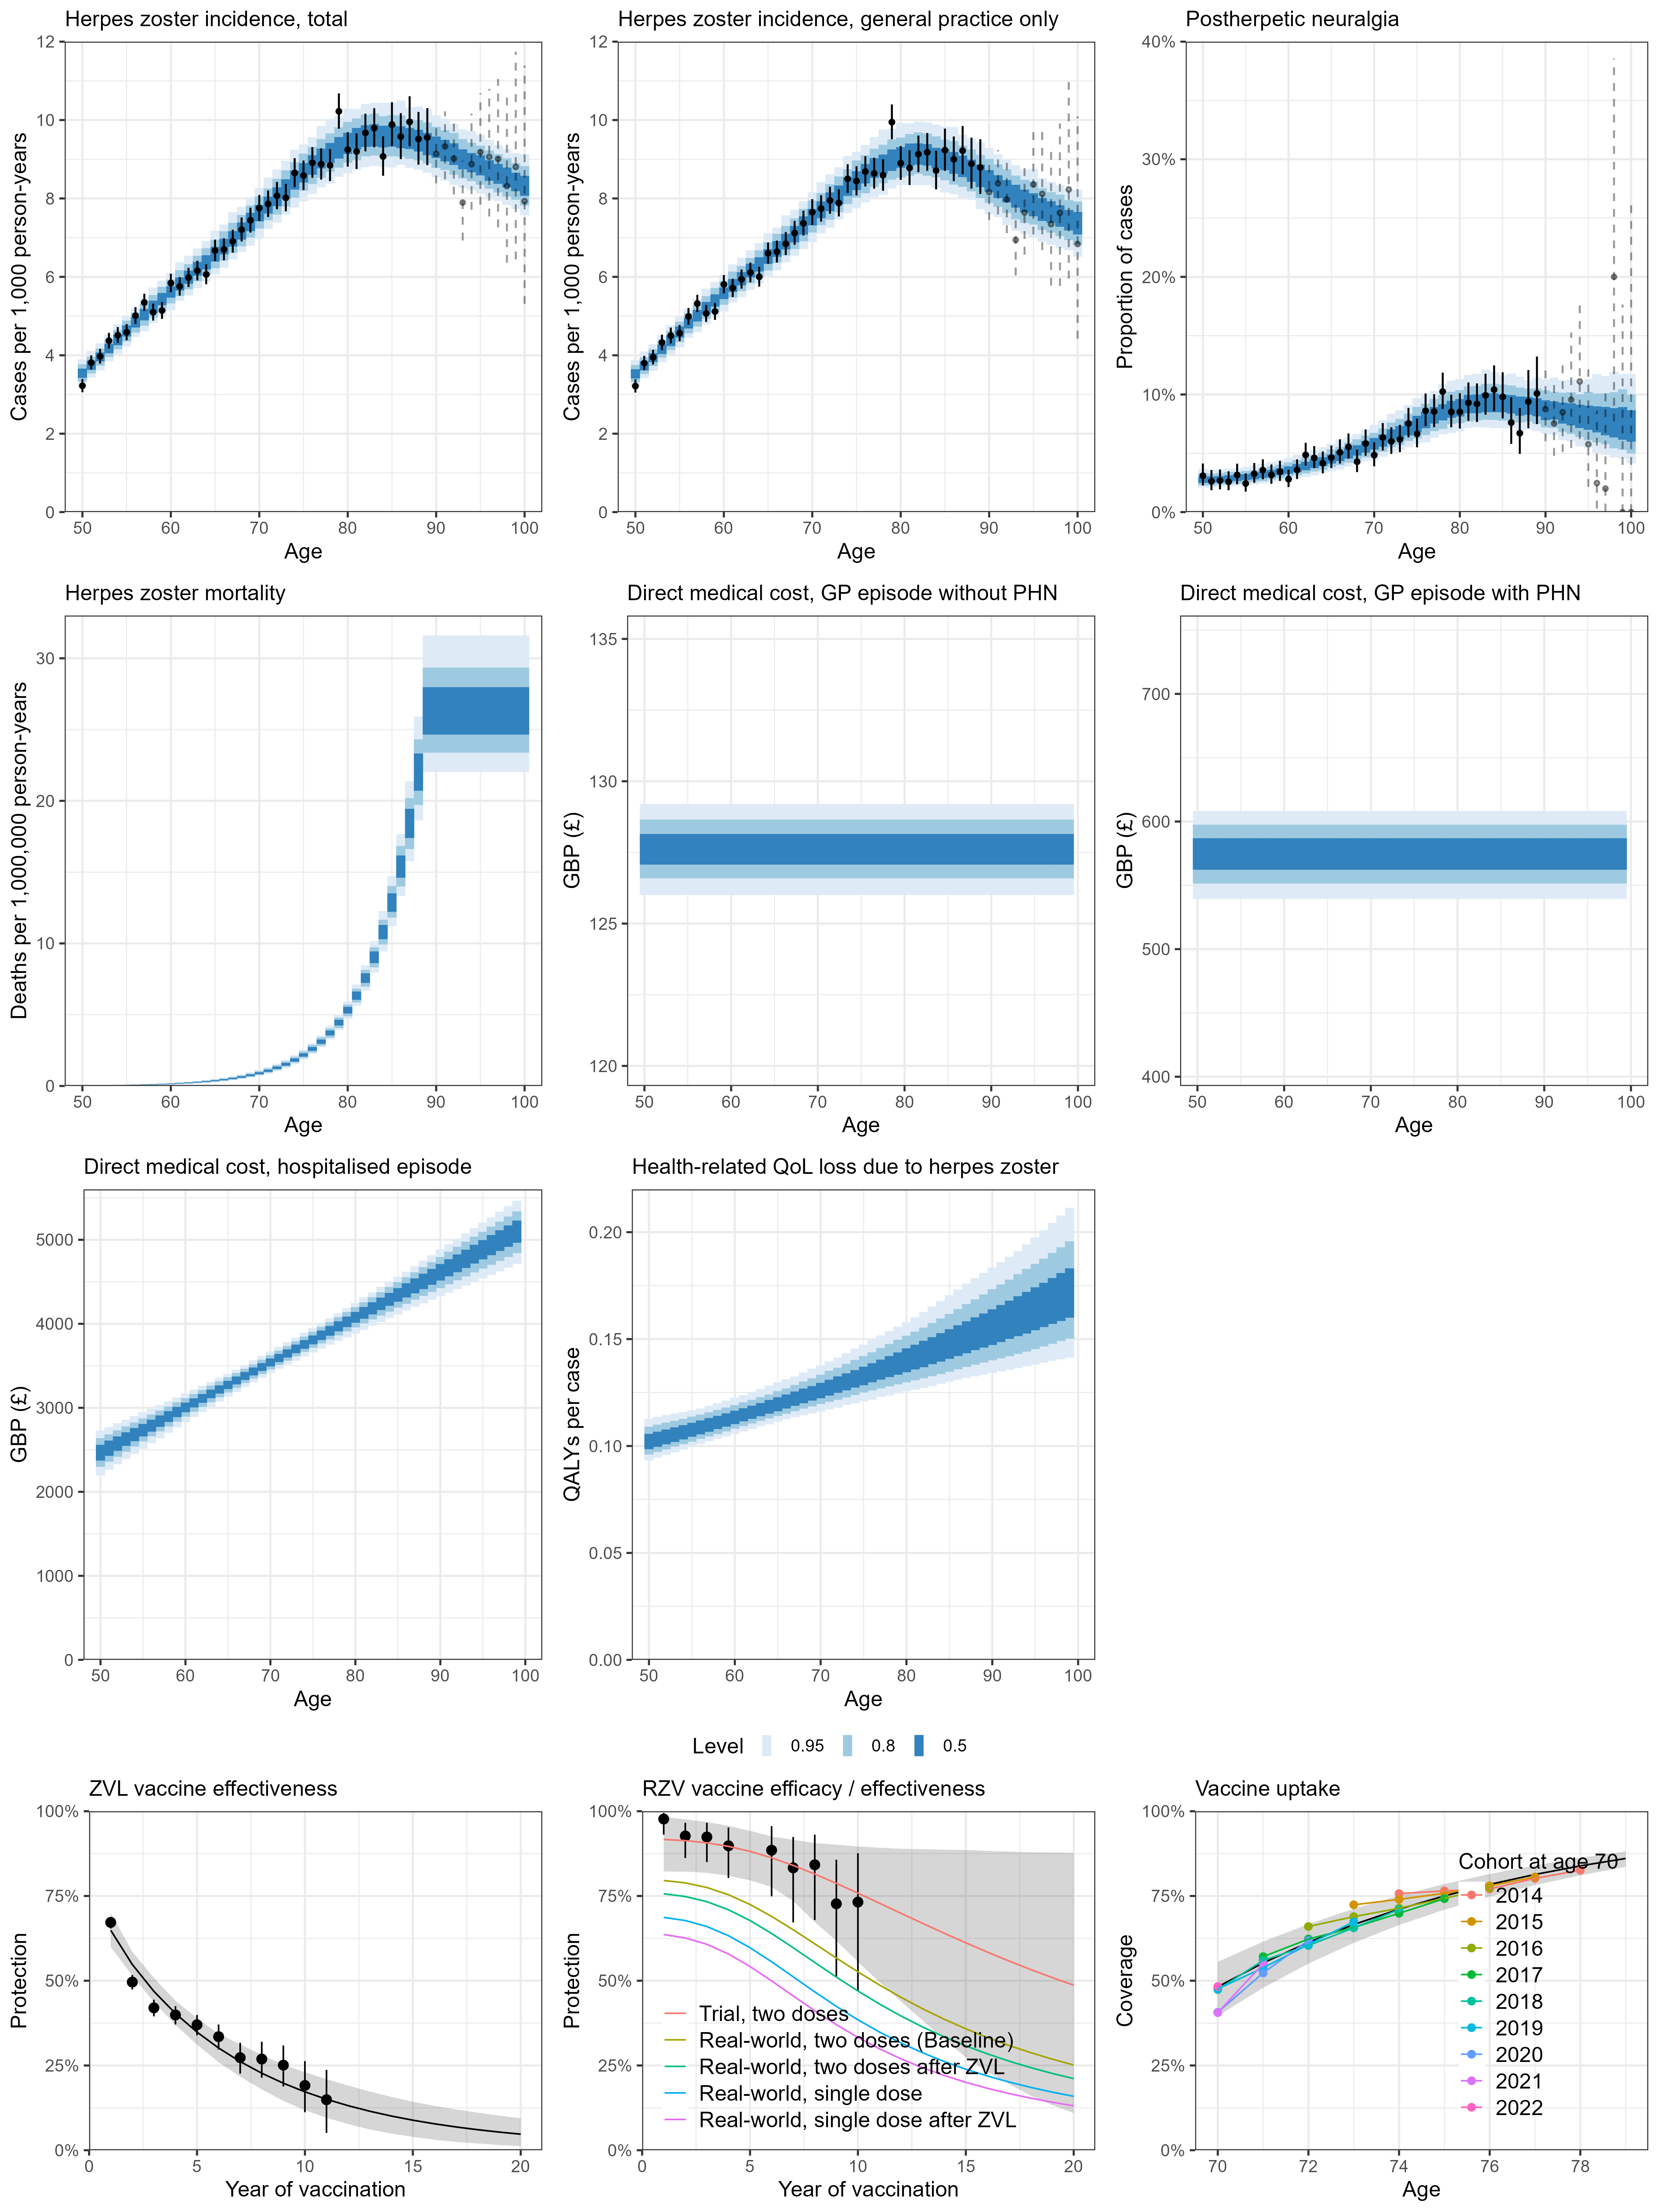 Herpes zoster incidence, total
Cases per 1,000 person-years
12
10
8
6
4
2
0
50 60 70 80 90 100
Age
Herpes zoster incidence, general practice only
Cases per 1,000 person-years
12
10
8
6
4
2
0
50 60 70 80 90 100
Age
Postherpetic neuralgia
Proportion of cases
40%
30%
20%
10%
0%
50 60 70 80 90 100
Age
Herpes zoster mortality
Deaths per 1,000,000 person-years
30
20
10
0
50 60 70 80 90 100
Age
Direct medical cost, GP episode without PHN
GBP (£)
135
130
125
120
50 60 70 80 90 100
Age
Direct medical cost, GP episode with PHN
GBP (£)
700
600
500
400
50 60 70 80 90 100
Age
Direct medical cost, hospitalised episode
GBP (£)
5000
4000
3000
2000
1000
0
50 60 70 80 90 100
Age
Health-related QoL loss due to herpes zoster
QALYs per case
0.20
0.15
0.10
0.05
0.00
50 60 70 80 90 100
Age
Level 0.95 0.8 0.5
ZVL vaccine effectiveness
Protection
100%
75%
50%
25%
0%
0 5 10 15 20
Year of vaccination
RZV vaccine efficacy / effectiveness
Protection
100%
75%
50%
25%
0%
Trial, two doses
Real-world, two doses (Baseline)
Real-world, two doses after ZVL
Real-world, single dose
Real-world, single dose after ZVL
0 5 10 15 20
Year of vaccination
Vaccine uptake
Coverage
100%
75%
50%
25%
0%
Cohort at age 70
2014
2015
2016
2017
2018
2019
2020
2021
2022
70 72 74 76 78
Age